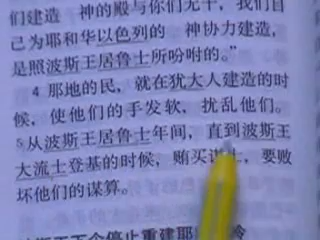 们建造　神的殿与你们无干，我们自
己为耶和华以色列的　神协力建造，
是照波斯王居鲁士所吩咐的。”
4 那地的民，就在犹大人建造的时
候，使他们的手发软，扰乱他们。
5从波斯王居鲁士年间，直到波斯王
大流士登基的时候，贿买谋士，要败
坏他们的谋算。
停止重建耶